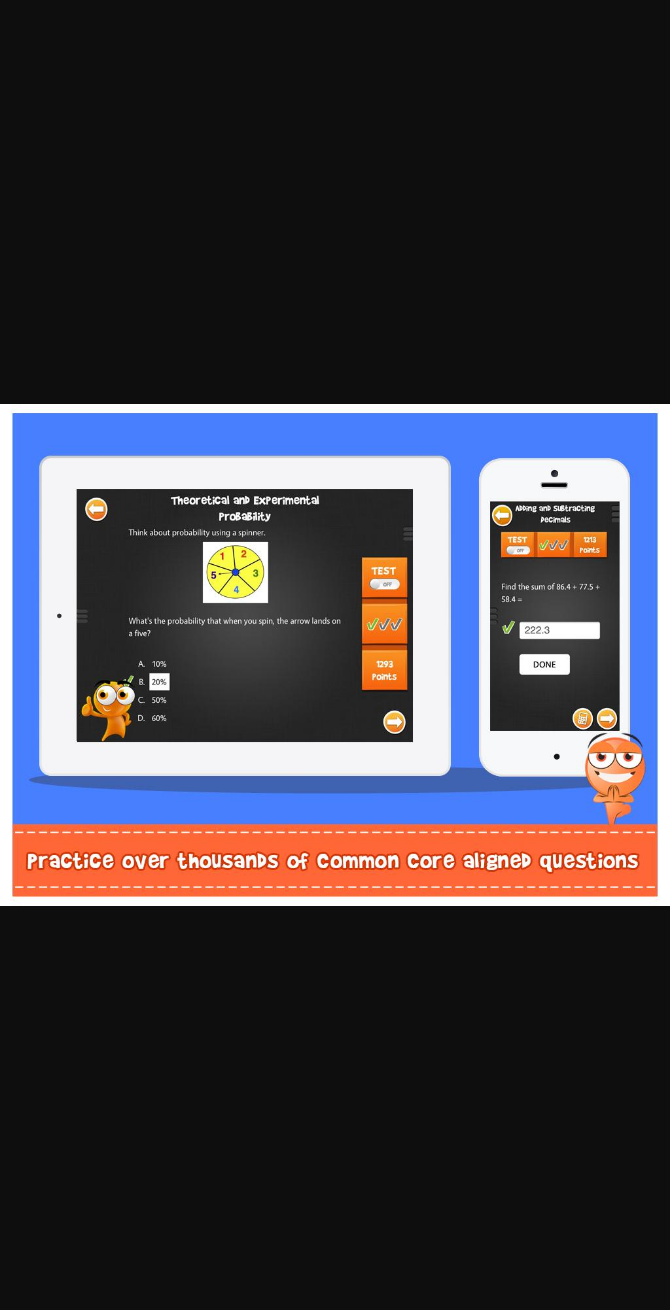 Theoretical and Experimental
Probability
Think about probability using a spinner.
1
2
3
4
5
What's the probability that when you spin, the arrow lands on
a five?
A. 10%
B. 20%
C. 50%
D. 60%
TEST
OFF
1293
Points
Adding and Subtracting
Decimals
TEST
OFF
1213
Points
Find the sum of 86.4 + 77.5 +
58.4 =
222.3
DONE
Practice over thousands of Common Core aligned questions